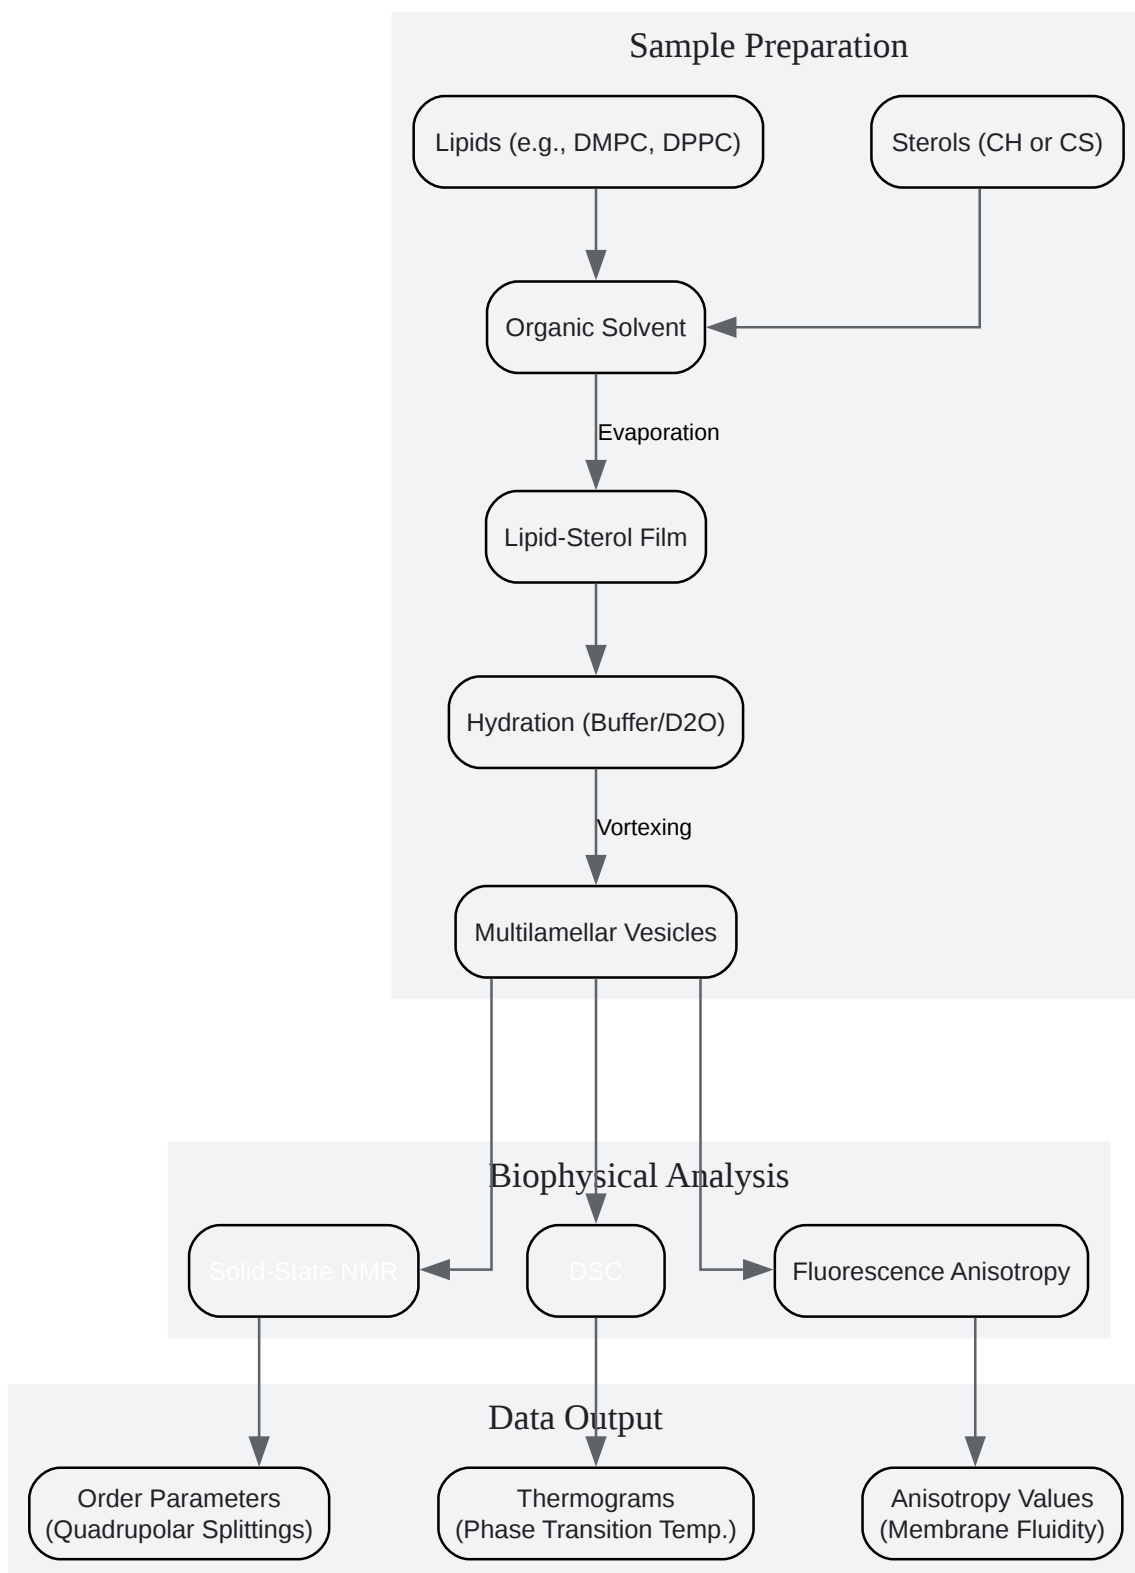 Sample Preparation
Lipids (e.g., DMPC, DPPC)
Sterols (CH or CS)
Organic Solvent
Evaporation
Lipid-Sterol Film
Hydration (Buffer/D2O)
Vortexing
Multilamellar Vesicles
Biophysical Analysis
Solid-State NMR
DSC
Fluorescence Anisotropy
Data Output
Order Parameters
(Quadrupolar Splittings)
Thermograms
(Phase Transition Temp.)
Anisotropy Values
(Membrane Fluidity)